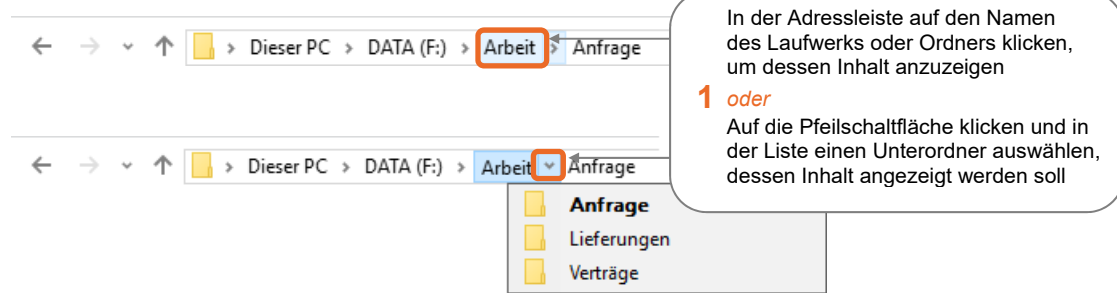 Dieser PC > DATA (F:) > Arbeit > Anfrage
In der Adressleiste auf den Namen
des Laufwerks oder Ordners klicken,
um dessen Inhalt anzuzeigen
1 oder
Auf die Pfeilschaltfläche klicken und in
der Liste einen Unterordner auswählen,
dessen Inhalt angezeigt werden soll
Dieser PC > DATA (F:) > Arbeit Anfrage
Anfrage
Lieferungen
Verträge